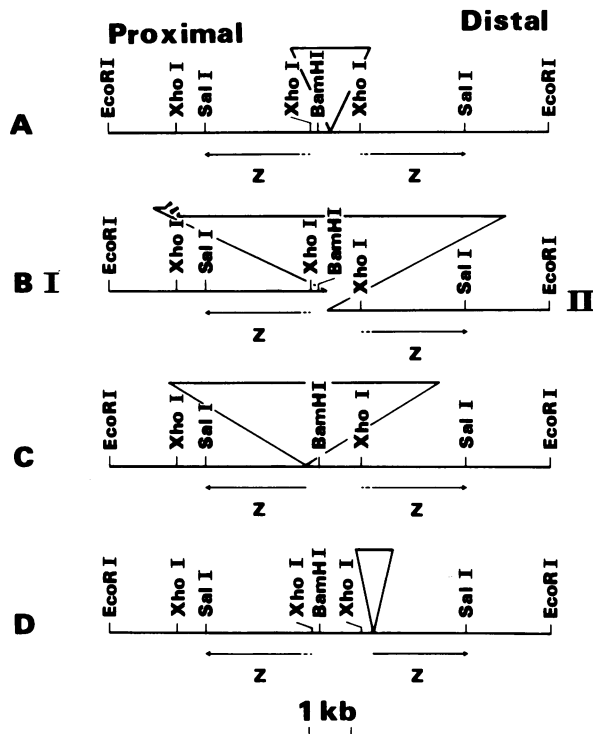 Proximal Distal
EcoRI Xho I Sal I Xho I BamHI Xho I Sal I EcoRI
A
Z Z
EcoRI Xho I Sal I Xho I BamHI Xho I Sal I EcoRI
B I II
Z Z
EcoRI Xho I Sal I BamHI Xho I Sal I EcoRI
C
Z Z
EcoRI Xho I Sal I Xho I BamHI Xho I Sal I EcoRI
D
Z Z
1 kb